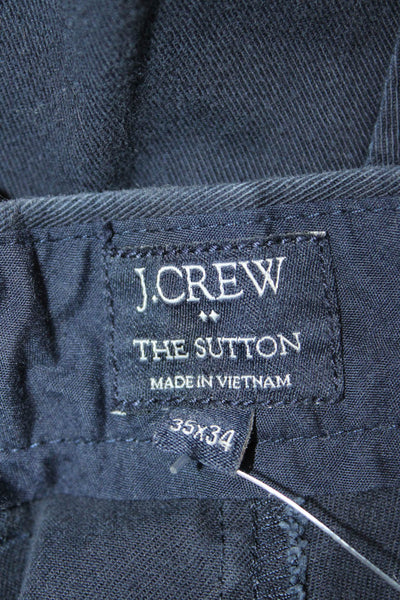 J.CREW
THE SUTTON
MADE IN VIETNAM
35X34